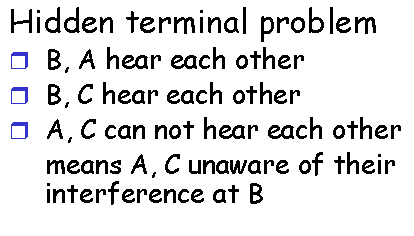 Hidden terminal problem
B, A hear each other
B, C hear each other
A, C can not hear each other
means A, C unaware of their
interference at B